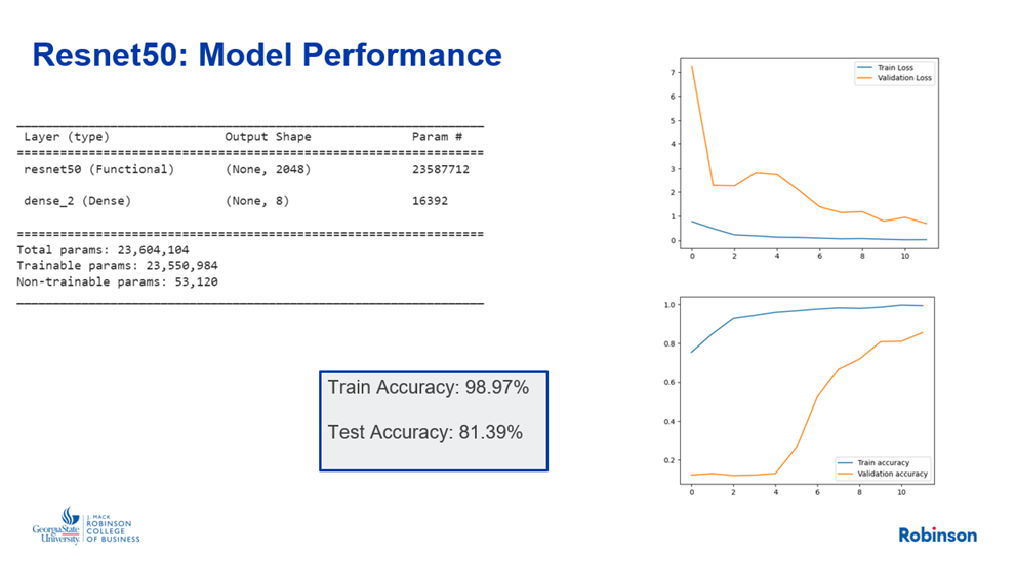 Resnet50: Model Performance
Layer (type) Output Shape Param #
resnet50 (Functional) (None, 2048) 23587712
dense_2 (Dense) (None, 8) 16392
Total params: 23,604,104
Trainable params: 23,550,984
Non-trainable params: 53,120
Train Accuracy: 98.97%
Test Accuracy: 81.39%
Train Loss
Validation Loss
7
6
5
4
3
2
1
0
0 2 4 6 8 10
1.0
0.8
0.6
0.4
0.2
Train accuracy
Validation accuracy
0 2 4 6 8 10
GeorgiaState
University
J. MACK
ROBINSON
COLLEGE
OF BUSINESS
Robinson